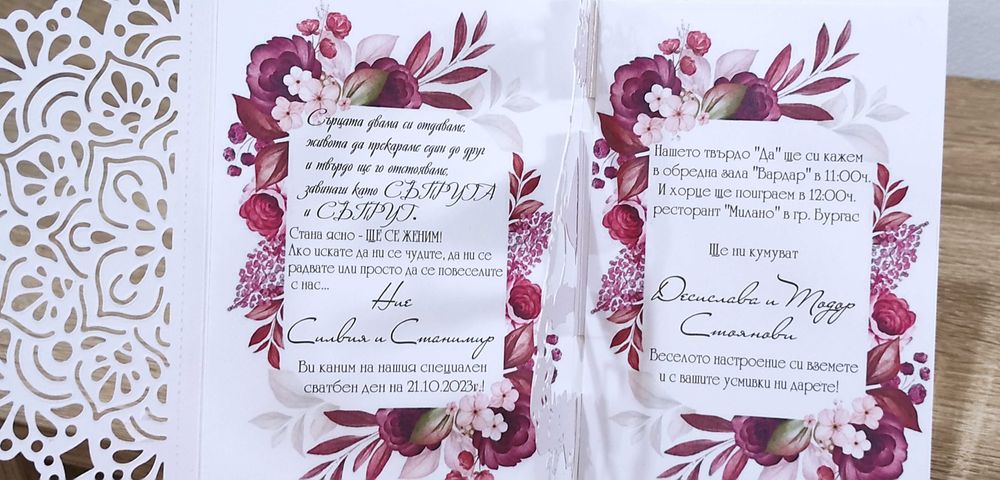 Сърцата двама си отдаваме,
живота да прекараме един до друг
и твърдо ще го отстояваме,
завинаги като СЪПРУГА
и СЪПРУГ.
Стана ясно - ЩЕ СЕ ЖЕНИМ!
Ако искате да ни се чудите, да ни се
радвате или просто да се повеселите
с нас...
Ние
Силвия и Станимир
Ви каним на нашия специален
сватбен ден на 21.10.2023г.!
Нашето твърдо "Да" ще си кажем
в обредна зала "Вардар" в 11:00ч.
И хорце ще поиграем в 12:00ч.
ресторант "Милано" в гр. Бургас
Ще ни кумуват
Десислава и Тодор
Стоянови
Веселото настроение си вземете
и с вашите усмивки ни дарете!